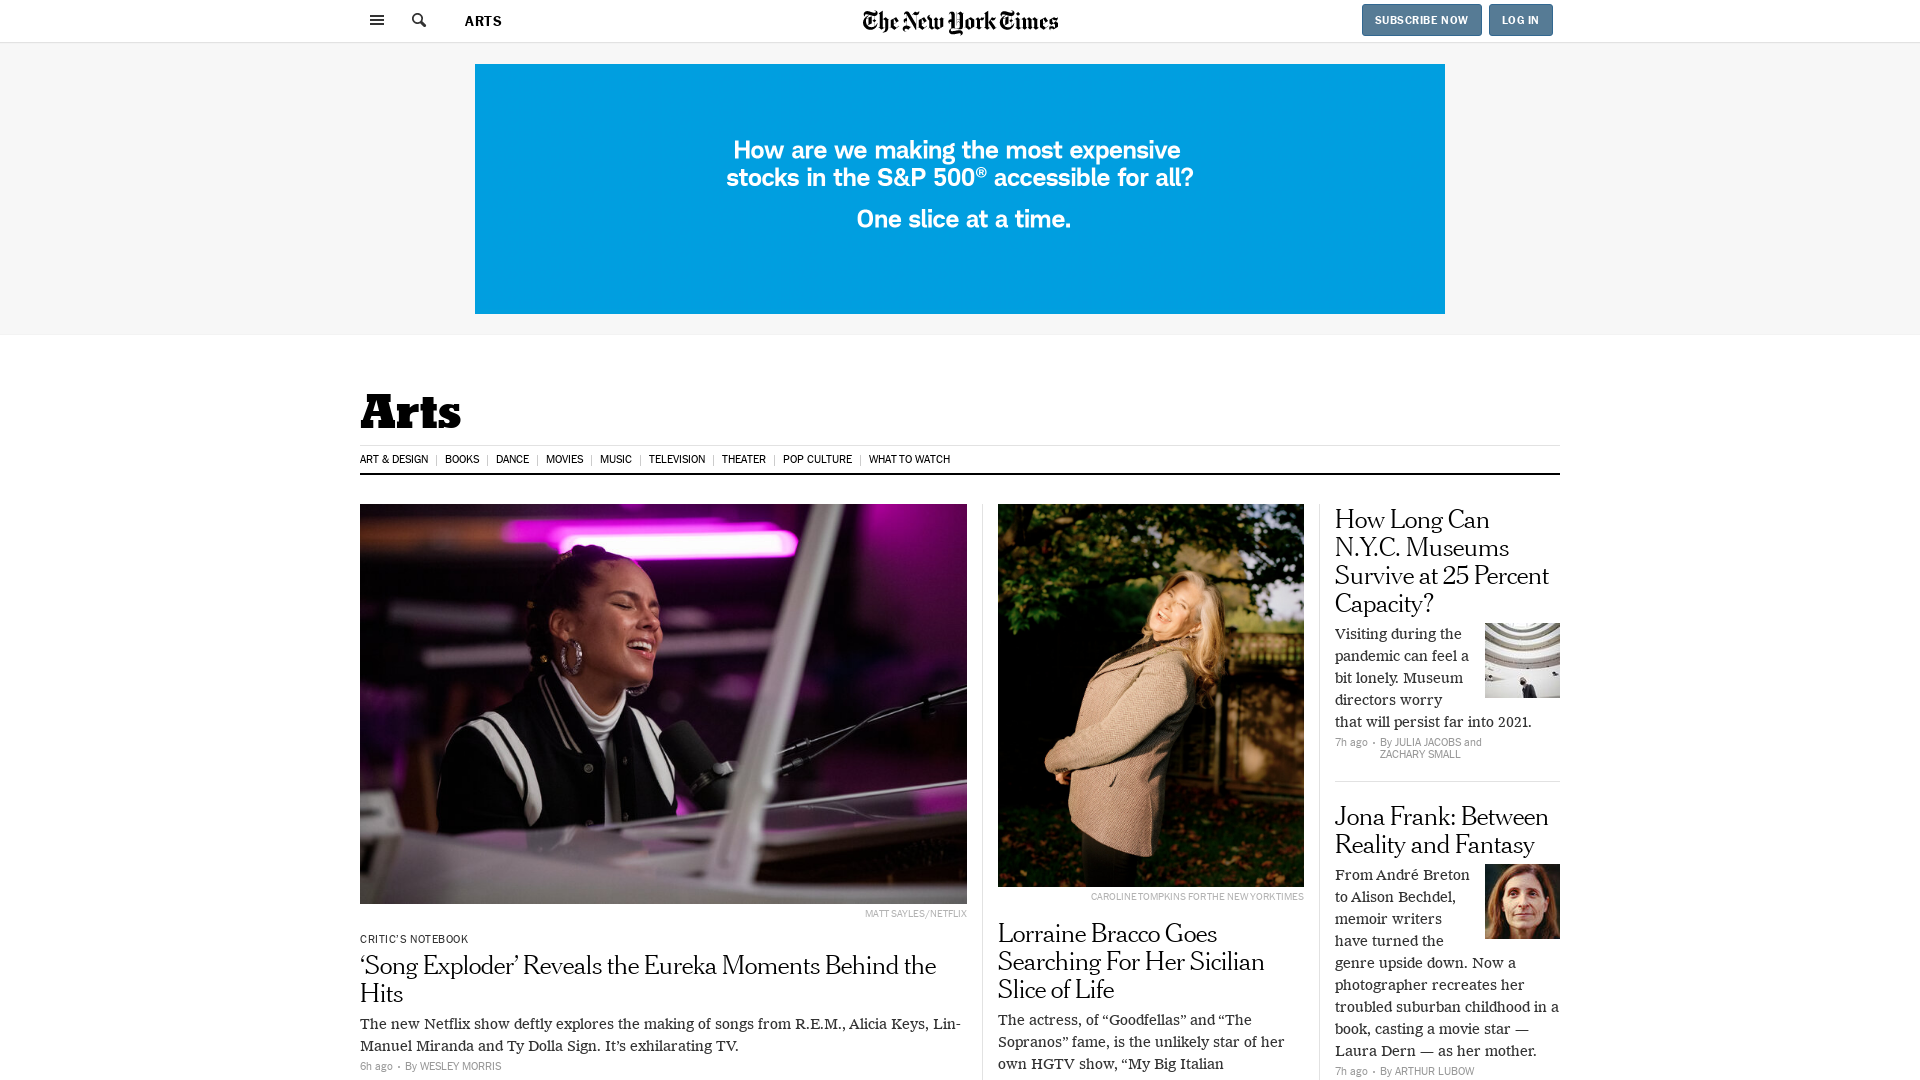 ARTS
The New York Times
SUBSCRIBE NOW
LOG IN
How are we making the most expensive
stocks in the S&P 500® accessible for all?
One slice at a time.
Arts
ART & DESIGN
BOOKS
DANCE
MOVIES
MUSIC
TELEVISION
THEATER
POP CULTURE
WHAT TO WATCH
MATT SAYLES/NETFLIX
CRITIC’S NOTEBOOK
‘Song Exploder’ Reveals the Eureka Moments Behind the
Hits
The new Netflix show deftly explores the making of songs from R.E.M., Alicia Keys, Lin-
Manuel Miranda and Ty Dolla Sign. It’s exhilarating TV.
6h ago • By WESLEY MORRIS
CAROLINE TOMPKINS FOR THE NEW YORK TIMES
Lorraine Bracco Goes
Searching For Her Sicilian
Slice of Life
The actress, of “Goodfellas” and “The
Sopranos” fame, is the unlikely star of her
own HGTV show, “My Big Italian
How Long Can
N.Y.C. Museums
Survive at 25 Percent
Capacity?
Visiting during the
pandemic can feel a
bit lonely. Museum
directors worry
that will persist far into 2021.
7h ago • By JULIA JACOBS and
ZACHARY SMALL
Jona Frank: Between
Reality and Fantasy
From André Breton
to Alison Bechdel,
memoir writers
have turned the
genre upside down. Now a
photographer recreates her
troubled suburban childhood in a
book, casting a movie star —
Laura Dern — as her mother.
7h ago • By ARTHUR LUBOW